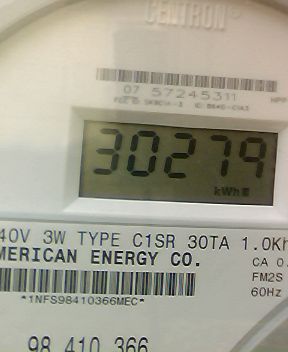 CENTRON®
07 57245311
30279
kWh
40V 3W TYPE C1SR 30TA 1.0Kh
MERICAN ENERGY CO.
CA 0.
FM2S
60Hz
*1NFS98410366MEC*
98 410 366